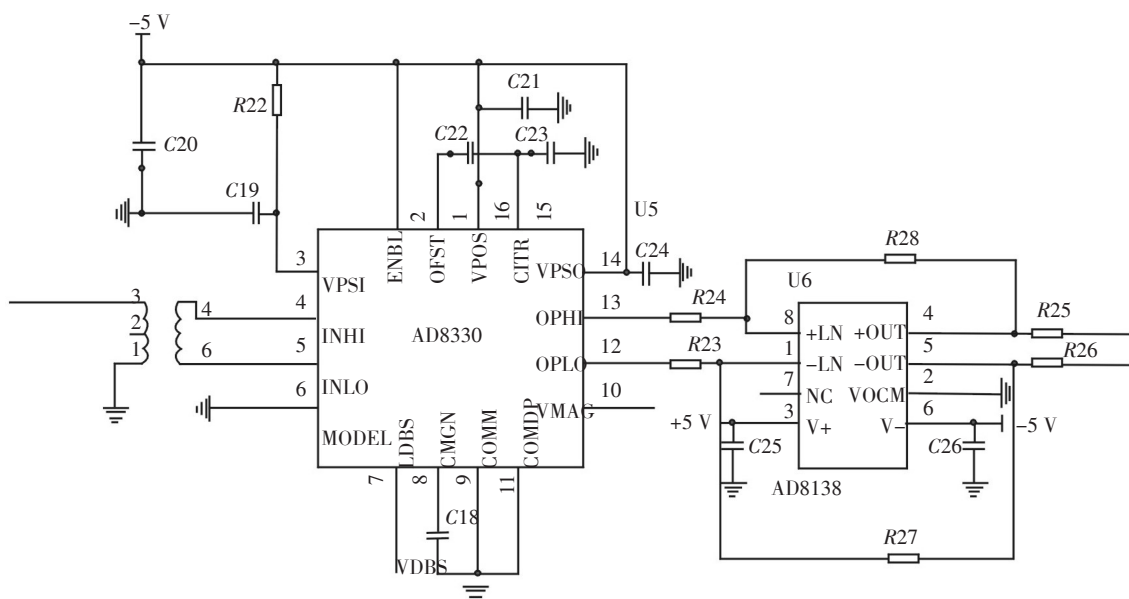 −5 V
R22
C20
C19
C21
C22
C23
2
1
16
15
U5
ENBL
OFST
VPOS
CITR
3
VPSI
VPSO
14
C24
3
2
1
4
6
4
INHI
5
INLO
6
MODEL
AD8330
13
OPHI
R24
12
OPLO
R23
10
VMAG
LDBS
CMGN
COMM
COMDP
7
8
9
11
C18
VDBS
R28
U6
8
+LN
+OUT
4
R25
1
−LN
−OUT
5
R26
7
NC
VOCM
2
+5 V
3
V+
V−
6
−5 V
C25
C26
AD8138
R27